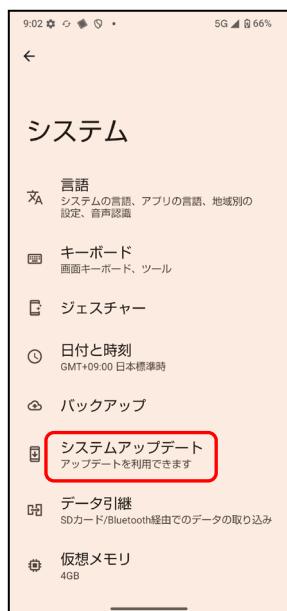 9:02
5G 66%
システム
言語
システムの言語、アプリの言語、地域別の
設定、音声認識
キーボード
画面キーボード、ツール
ジェスチャー
日付と時刻
GMT+09:00 日本標準時
バックアップ
システムアップデート
アップデートを利用できます
データ引継
SDカード/Bluetooth経由でのデータの取り込み
仮想メモリ
4GB